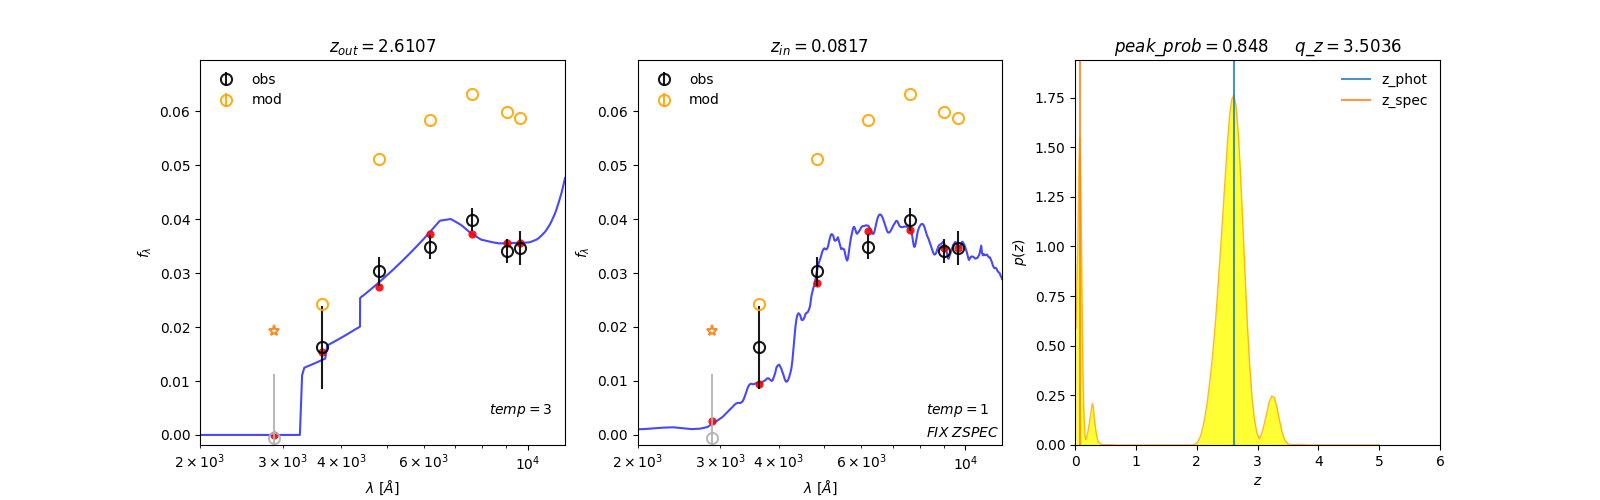 z_out = 2.6107
z_in = 0.0817
peak_prob = 0.848 q_z = 3.5036
obs
mod
obs
mod
z_phot
z_spec
0.06
0.05
0.04
0.03
0.02
0.01
0.00
0.06
0.05
0.04
0.03
0.02
0.01
0.00
1.75
1.50
1.25
1.00
0.75
0.50
0.25
0.00
f_λ
f_λ
p(z)
temp = 3
temp = 1
FIX ZSPEC
2 × 10³ 3 × 10³ 4 × 10³ 6 × 10³ 10⁴
2 × 10³ 3 × 10³ 4 × 10³ 6 × 10³ 10⁴
0 1 2 3 4 5 6
λ [Å]
λ [Å]
z